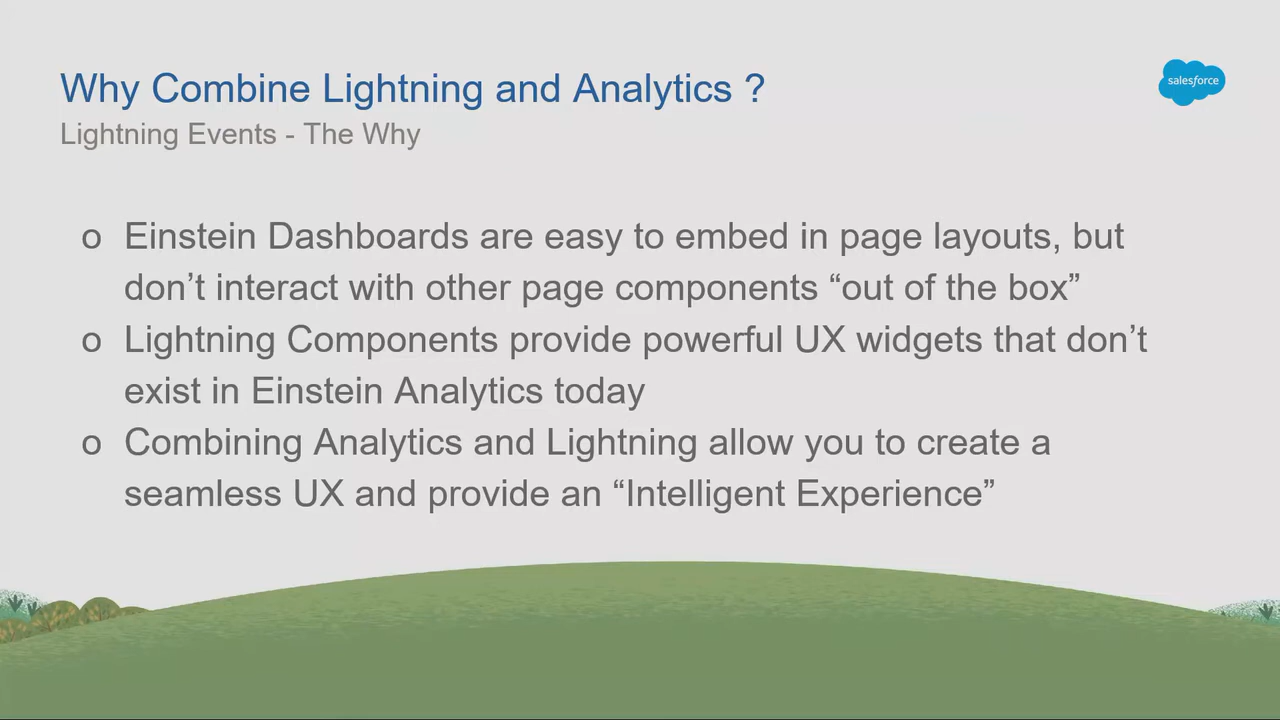 Why Combine Lightning and Analytics ?
salesforce
Lightning Events - The Why
o Einstein Dashboards are easy to embed in page layouts, but
don’t interact with other page components “out of the box”
o Lightning Components provide powerful UX widgets that don’t
exist in Einstein Analytics today
o Combining Analytics and Lightning allow you to create a
seamless UX and provide an “Intelligent Experience”